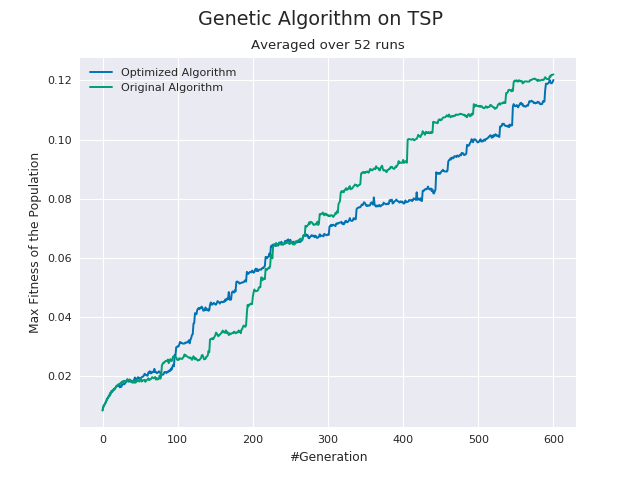 Genetic Algorithm on TSP
Averaged over 52 runs
Optimized Algorithm
Original Algorithm
Max Fitness of the Population
0.12
0.10
0.08
0.06
0.04
0.02
0 100 200 300 400 500 600
#Generation